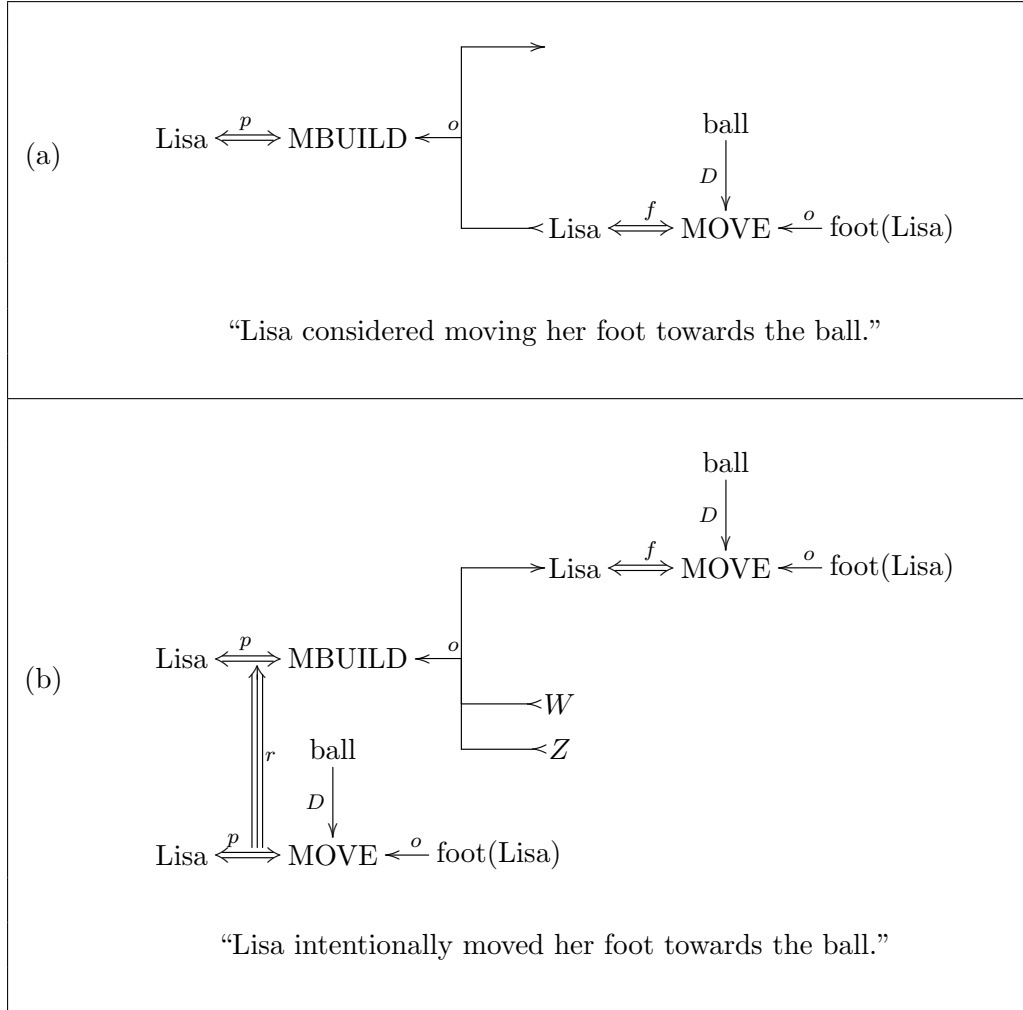 ball
(a) Lisa p MBUILD o
D
Lisa f MOVE o foot(Lisa)
“Lisa considered moving her foot towards the ball.”
ball
D
Lisa f MOVE o foot(Lisa)
Lisa p MBUILD o
(b)
W
r ball Z
D
Lisa p MOVE o foot(Lisa)
“Lisa intentionally moved her foot towards the ball.”